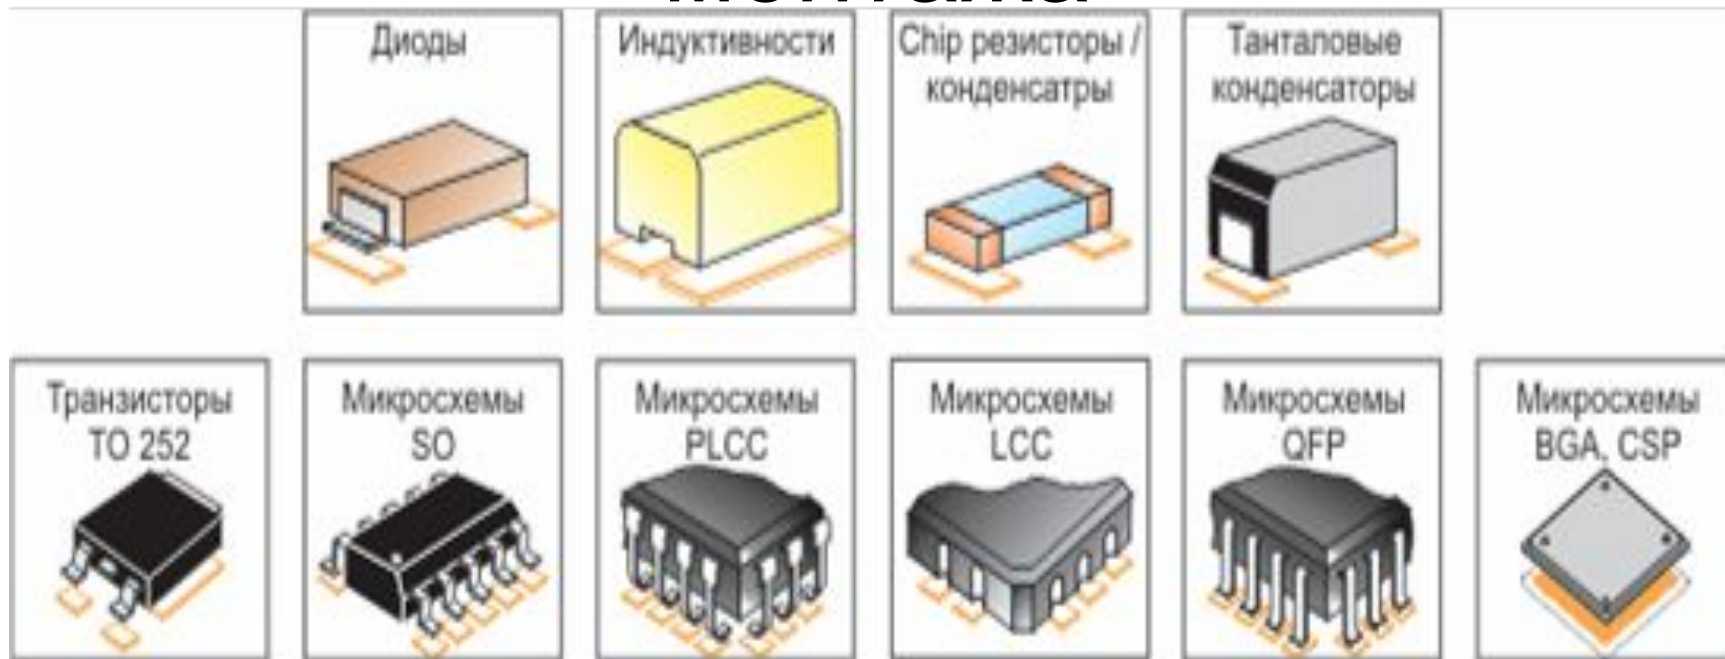 Диоды
Индуктивности
Chip резисторы /
конденсатры
Танталовые
конденсаторы
Транзисторы
TO 252
Микросхемы
SO
Микросхемы
PLCC
Микросхемы
LCC
Микросхемы
QFP
Микросхемы
BGA, CSP